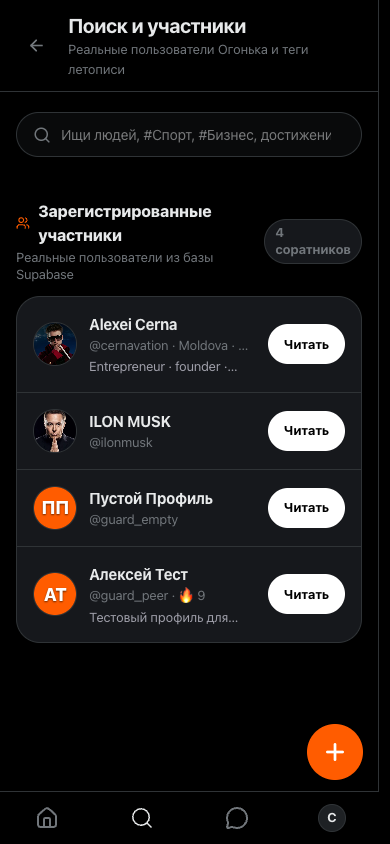 Поиск и участники
Реальные пользователи Огонька и теги
летописи
Ищи людей, #Спорт, #Бизнес, достижени
Зарегистрированные
участники
Реальные пользователи из базы
Supabase
4
соратников
Alexei Cerna
@cernavation · Moldova · ...
Entrepreneur · founder ·...
Читать
ILON MUSK
@ilonmusk
Читать
ПП
Пустой Профиль
@guard_empty
Читать
АТ
Алексей Тест
@guard_peer · 🔥 9
Тестовый профиль для...
Читать
C